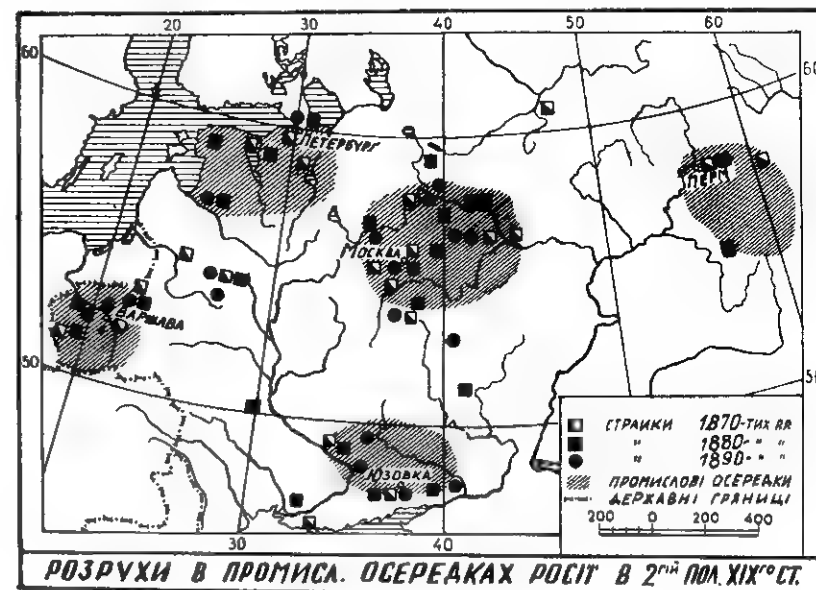 20 30 40 50 60
60 60
ПЕТЕРБУРГ
ПЕРМ
МОСКВА
ВАРШАВА
50
СТРАЙКИ 1870-ТИХ РР.
" 1880- " "
" 1890- " "
ЮЗОВКА
ПРОМИСЛОВІ ОСЕРЕДКИ
ДЕРЖАВНІ ГРАНИЦІ
200 0 200 400
30 40
РОЗРУХИ В ПРОМИСЛ. ОСЕРЕДКАХ РОСІЇ В 2гій ПОЛ. XIXго СТ.